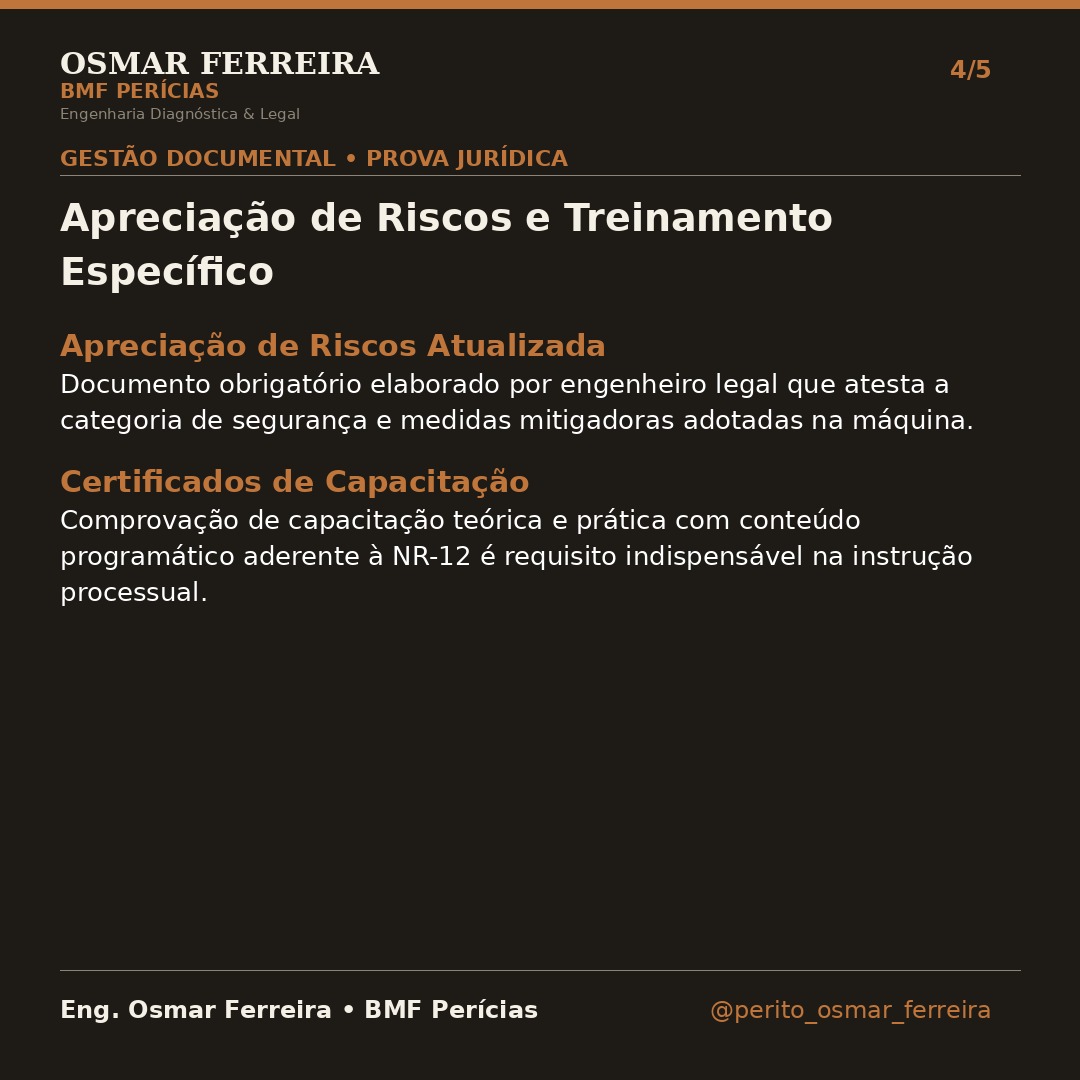 OSMAR FERREIRA
4/5
BMF PERÍCIAS
Engenharia Diagnóstica & Legal
GESTÃO DOCUMENTAL • PROVA JURÍDICA
Apreciação de Riscos e Treinamento
Específico
Apreciação de Riscos Atualizada
Documento obrigatório elaborado por engenheiro legal que atesta a
categoria de segurança e medidas mitigadoras adotadas na máquina.
Certificados de Capacitação
Comprovação de capacitação teórica e prática com conteúdo
programático aderente à NR-12 é requisito indispensável na instrução
processual.
Eng. Osmar Ferreira • BMF Perícias
@perito_osmar_ferreira